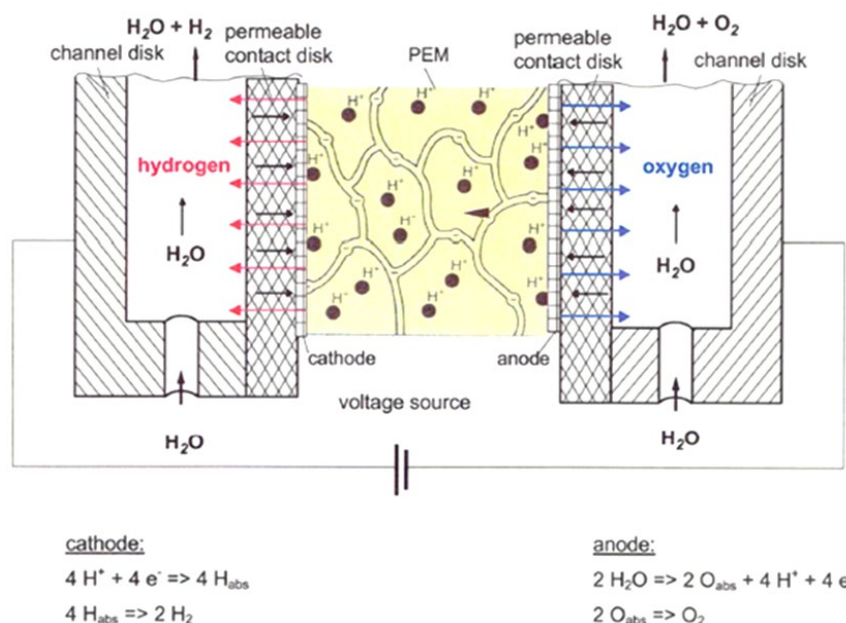 H₂O + H₂
H₂O + O₂
channel disk
permeable
contact disk
PEM
permeable
contact disk
channel disk
H⁺ H⁺ H⁺ H⁺
hydrogen
H⁺ H⁺ H⁺ H⁺
oxygen
H₂O
H⁺ H⁺ H⁺ H⁺
H₂O
H⁺ H⁺ H⁺ H⁺
cathode
anode
voltage source
H₂O
H₂O
cathode:
4 H⁺ + 4 e⁻ => 4 H_abs
4 H_abs => 2 H₂
anode:
2 H₂O => 2 O_abs + 4 H⁺ + 4 e
2 O_abs => O₂